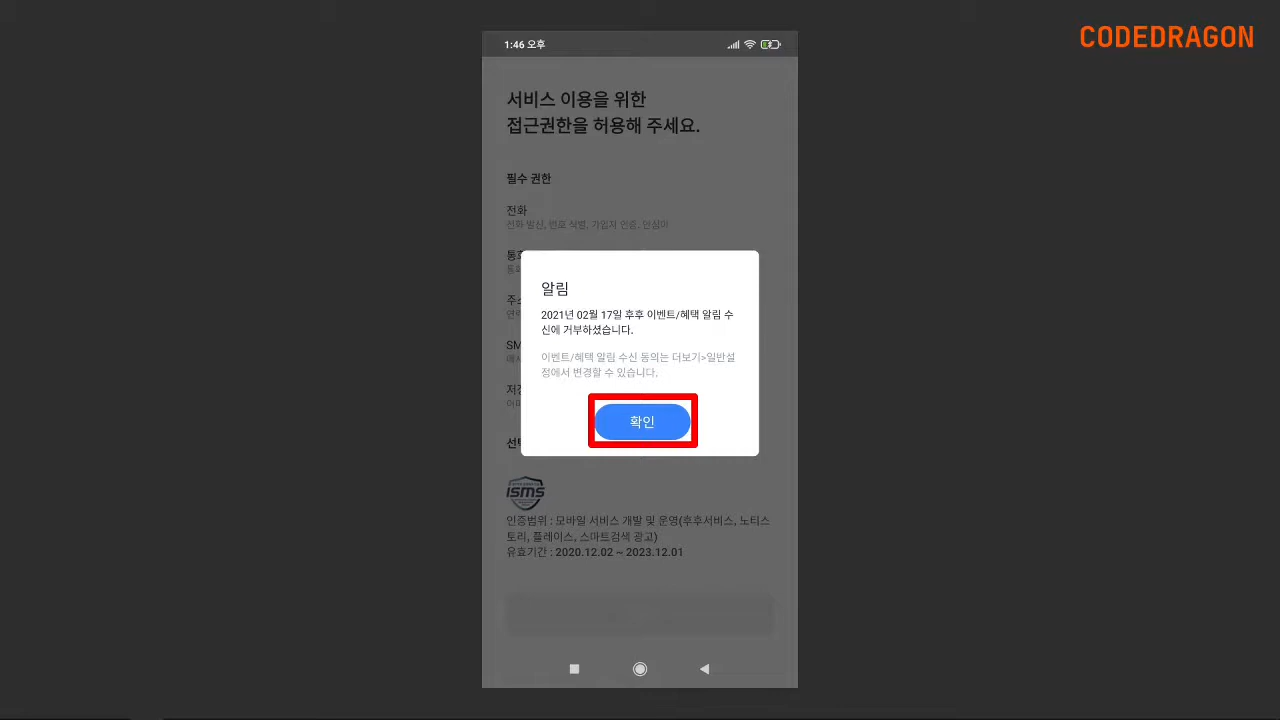 CODEDRAGON
1:46 오후
서비스 이용을 위한
접근권한을 허용해 주세요.
필수 권한
전화
전화 발신, 번호 식별, 가입자 인증, 안심이
통화
알림
2021년 02월 17일 후후 이벤트/혜택 알림 수
신에 거부하셨습니다.
이벤트/혜택 알림 수신 동의는 더보기>일반설
정에서 변경할 수 있습니다.
SM
저장
확인
ISMS
인증범위 : 모바일 서비스 개발 및 운영(후후서비스, 노티스
토리, 플레이스, 스마트검색 광고)
유효기간 : 2020.12.02 ~ 2023.12.01